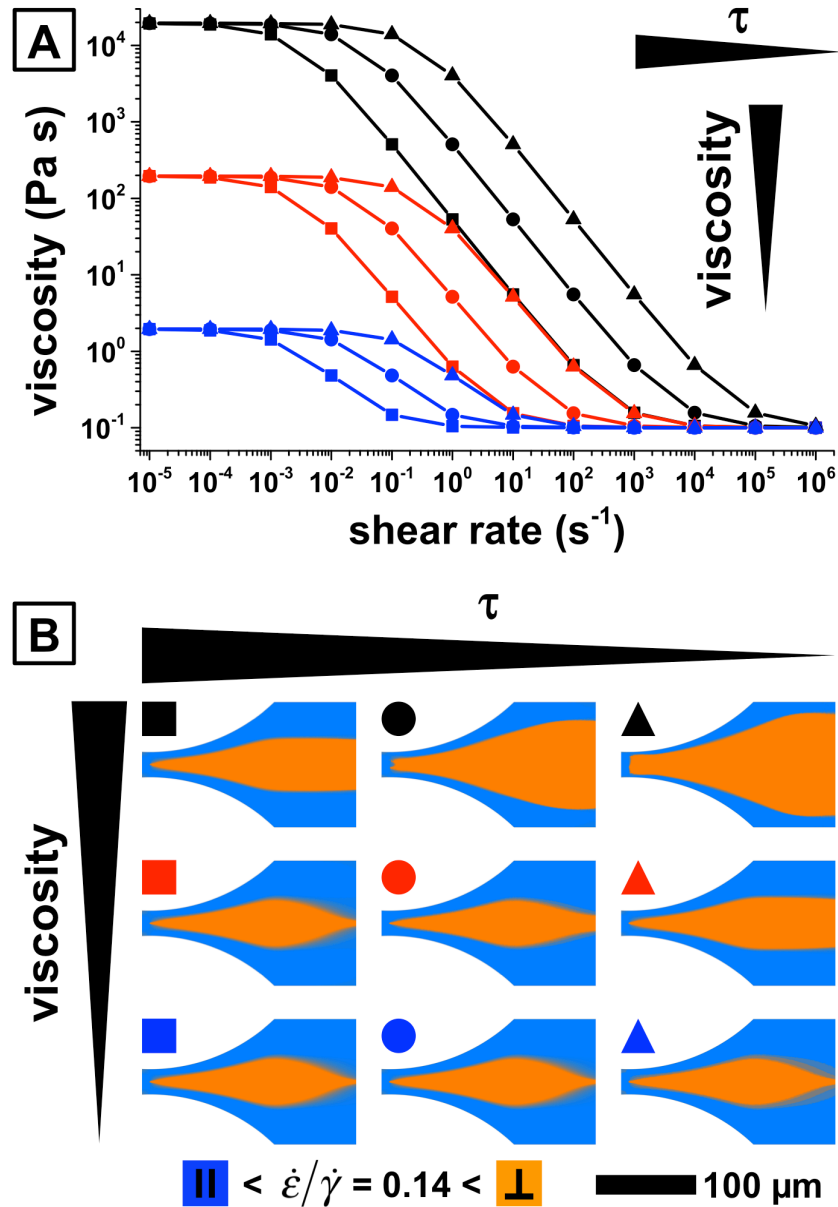 A
τ
viscosity
viscosity (Pa s)
10⁴
10³
10²
10¹
10⁰
10⁻¹
10⁻⁵ 10⁻⁴ 10⁻³ 10⁻² 10⁻¹ 10⁰ 10¹ 10² 10³ 10⁴ 10⁵ 10⁶
shear rate (s⁻¹)
B
τ
viscosity
|| < ε̇/γ̇ = 0.14 < ⊥
100 µm